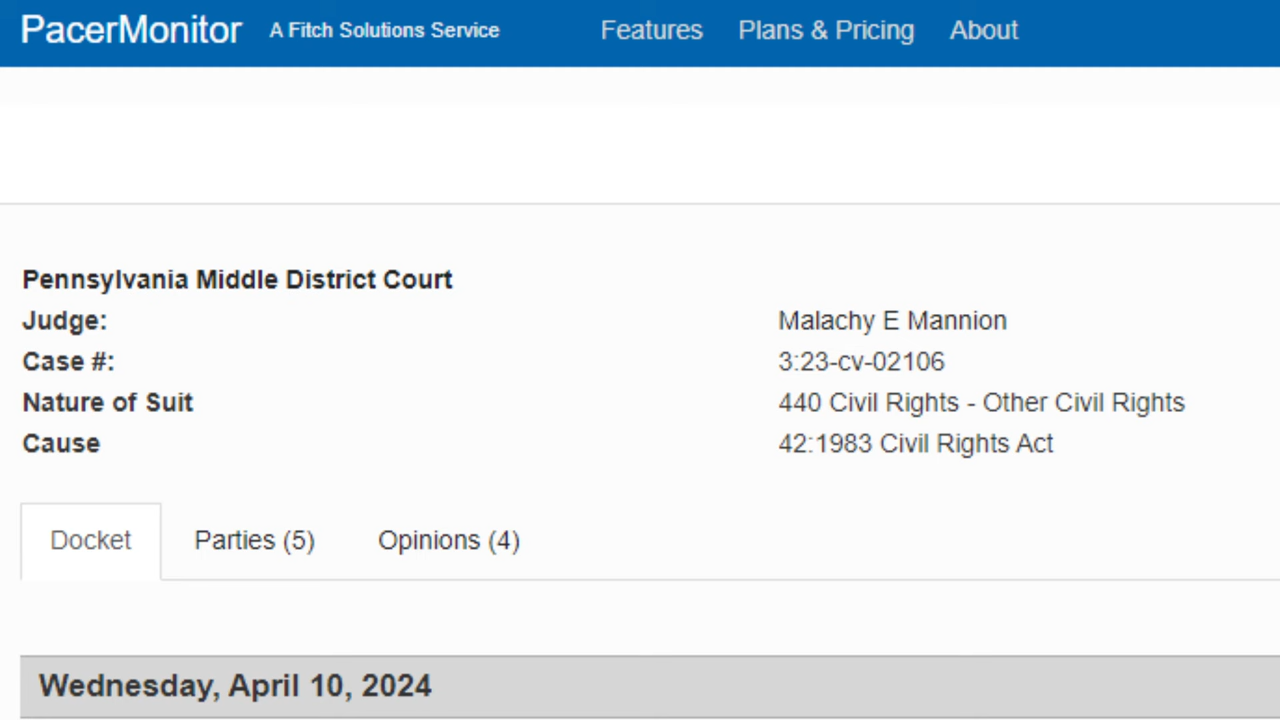 PacerMonitor A Fitch Solutions Service Features Plans & Pricing About
Pennsylvania Middle District Court
Judge: Malachy E Mannion
Case #: 3:23-cv-02106
Nature of Suit 440 Civil Rights - Other Civil Rights
Cause 42:1983 Civil Rights Act
Docket Parties (5) Opinions (4)
Wednesday, April 10, 2024